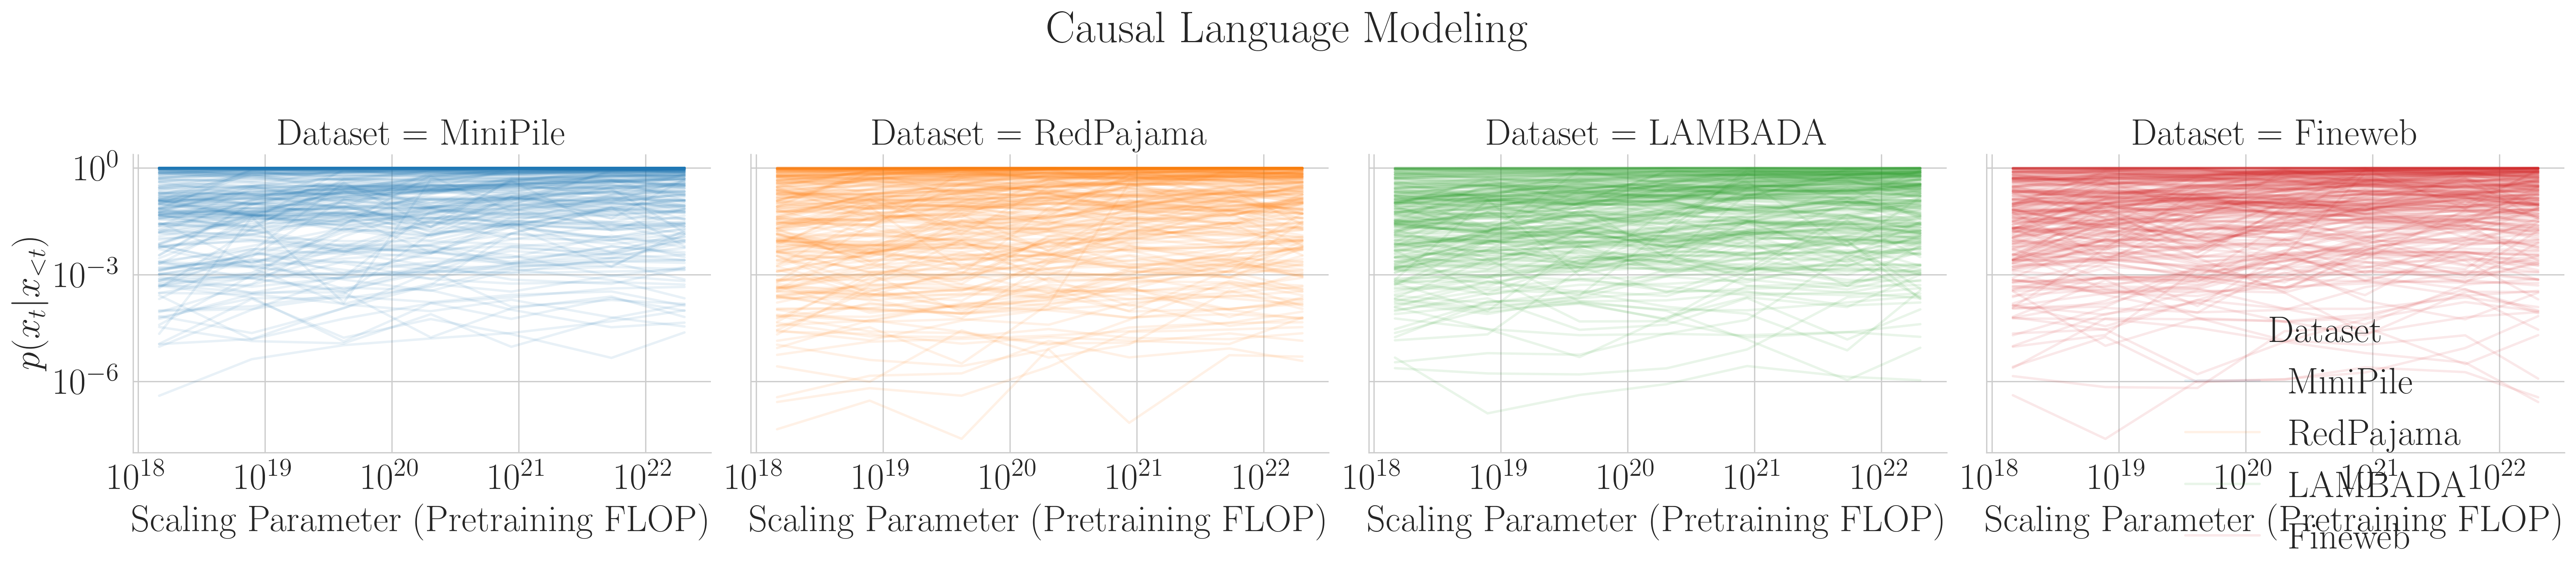 Causal Language Modeling
Dataset = MiniPile
Dataset = RedPajama
Dataset = LAMBADA
Dataset = Fineweb
p(x_t|x_{<t})
10^0
10^{-3}
10^{-6}
10^{18} 10^{19} 10^{20} 10^{21} 10^{22}
Scaling Parameter (Pretraining FLOP)
10^{18} 10^{19} 10^{20} 10^{21} 10^{22}
Scaling Parameter (Pretraining FLOP)
10^{18} 10^{19} 10^{20} 10^{21} 10^{22}
Scaling Parameter (Pretraining FLOP)
10^{18} 10^{19} 10^{20} 10^{21} 10^{22}
Scaling Parameter (Pretraining FLOP)
Dataset
MiniPile
RedPajama
LAMBADA
Fineweb